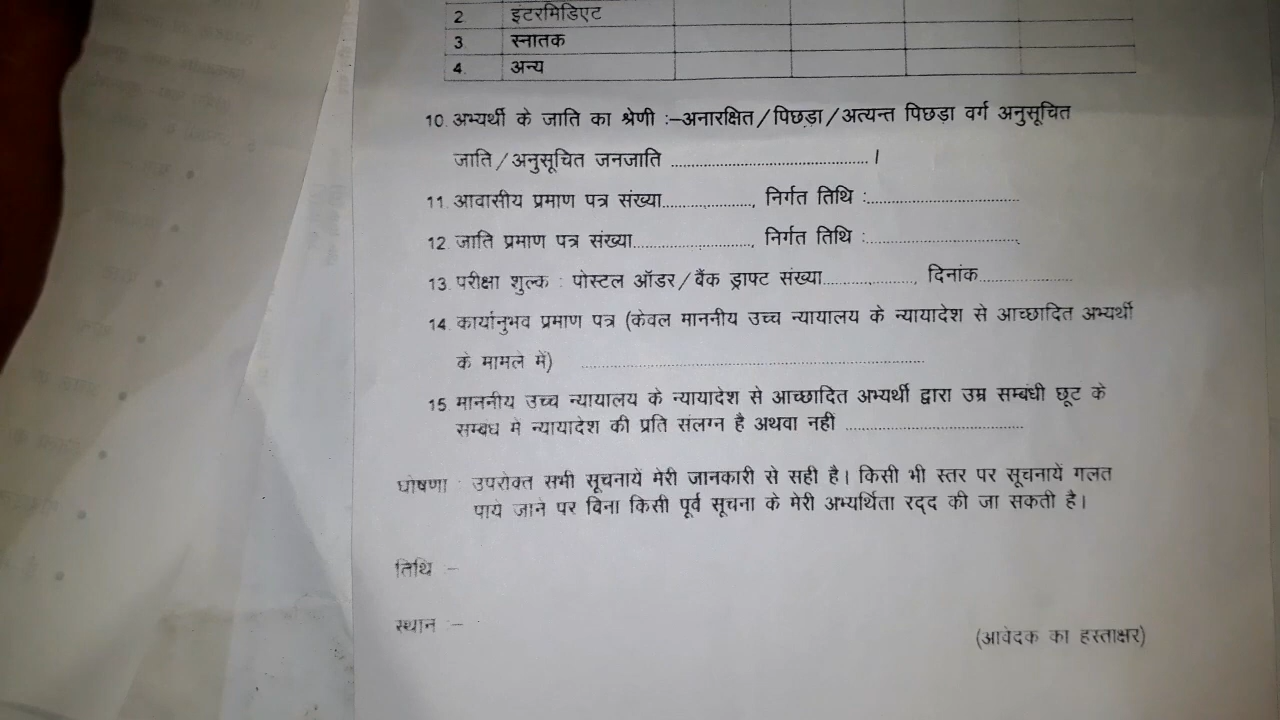 2. इंटरमिडिएट
3 स्नातक
4. अन्य
10. अभ्यर्थी के जाति का श्रेणी :–अनारक्षित/पिछड़ा/अत्यन्त पिछड़ा वर्ग अनुसूचित
जाति/अनुसूचित जनजाति ............................................ ।
11. आवासीय प्रमाण पत्र संख्या...................., निर्गत तिथि :..................................
12. जाति प्रमाण पत्र संख्या..........................., निर्गत तिथि :..................................
13. परीक्षा शुल्क : पोस्टल ऑडर/बैंक ड्राफ्ट संख्या...................., दिनांक.....................
14. कार्यानुभव प्रमाण पत्र (केवल माननीय उच्च न्यायालय के न्यायादेश से आच्छादित अभ्यर्थी
के मामले में) ............................................................................
15. माननीय उच्च न्यायालय के न्यायादेश से आच्छादित अभ्यर्थी द्वारा उम्र सम्बंधी छूट के
सम्बंध में न्यायादेश की प्रति संलग्न है अथवा नहीं ........................................
घोषणा : उपरोक्त सभी सूचनायें मेरी जानकारी से सही है। किसी भी स्तर पर सूचनायें गलत
पाये जाने पर बिना किसी पूर्व सूचना के मेरी अभ्यर्थिता रद्द की जा सकती है।
तिथि :–
स्थान :–
(आवेदक का हस्ताक्षर)